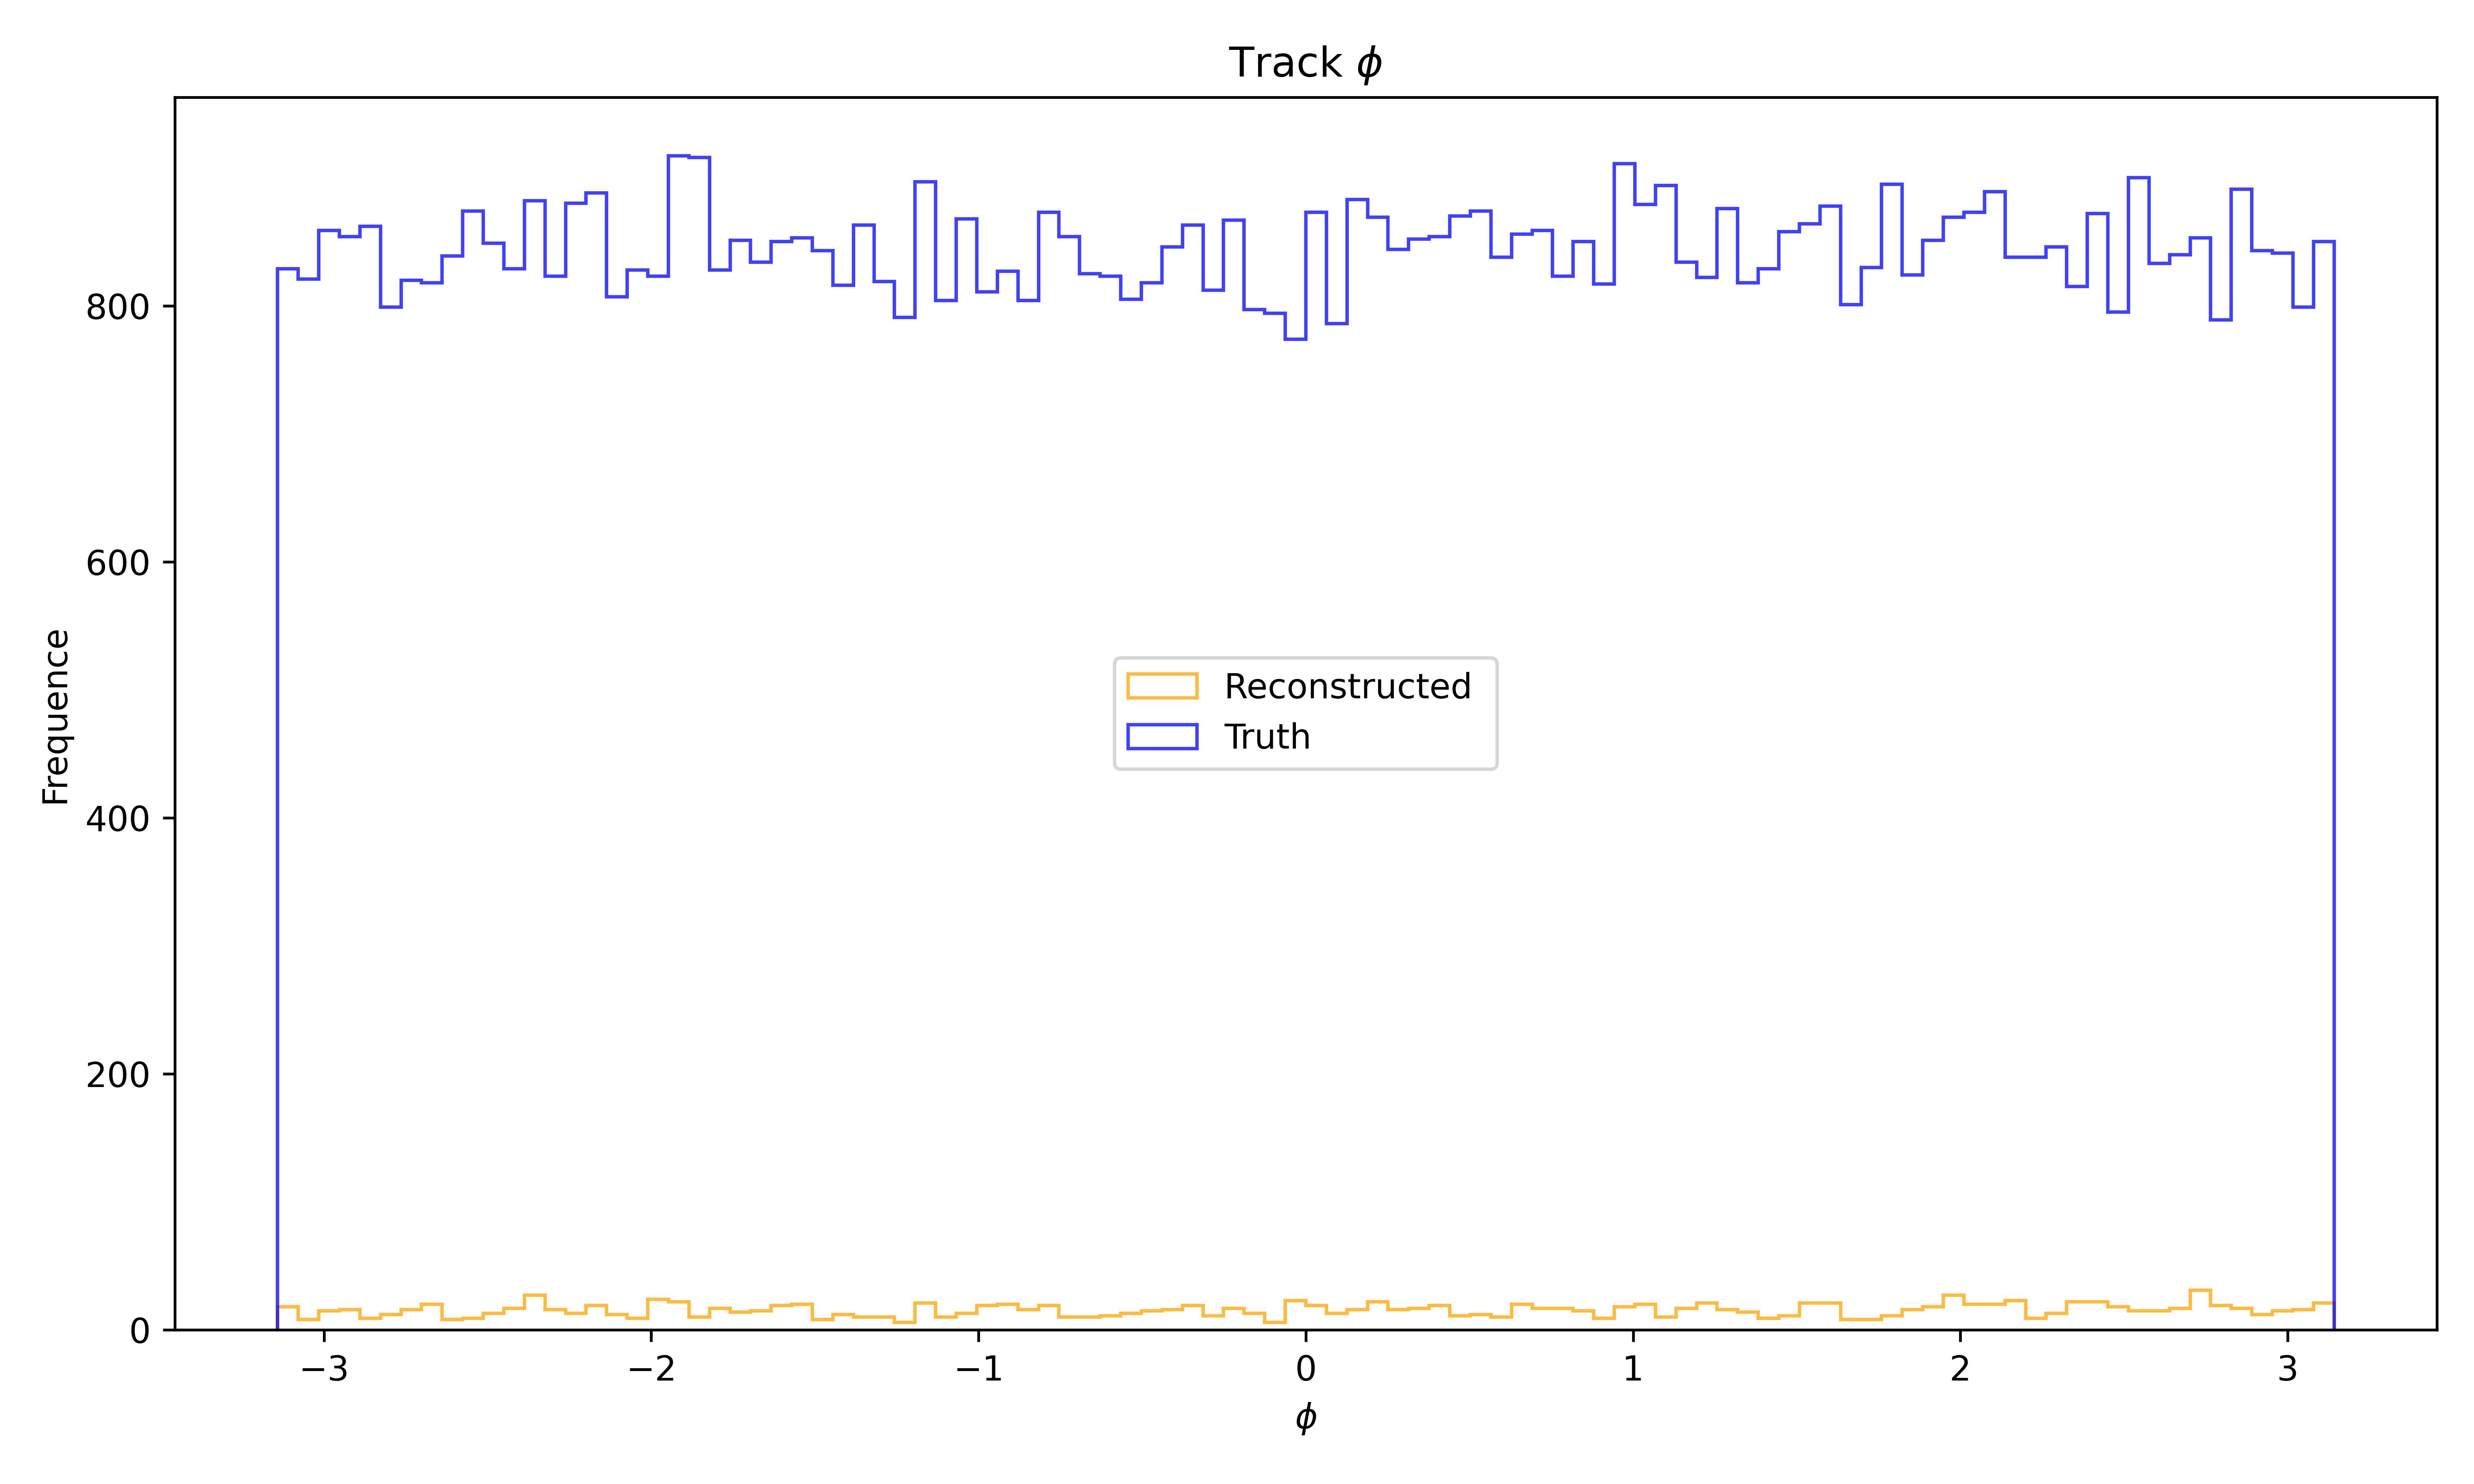 Track ϕ
Frequence
800
600
400
200
0
−3 −2 −1 0 1 2 3
ϕ
Reconstructed
Truth